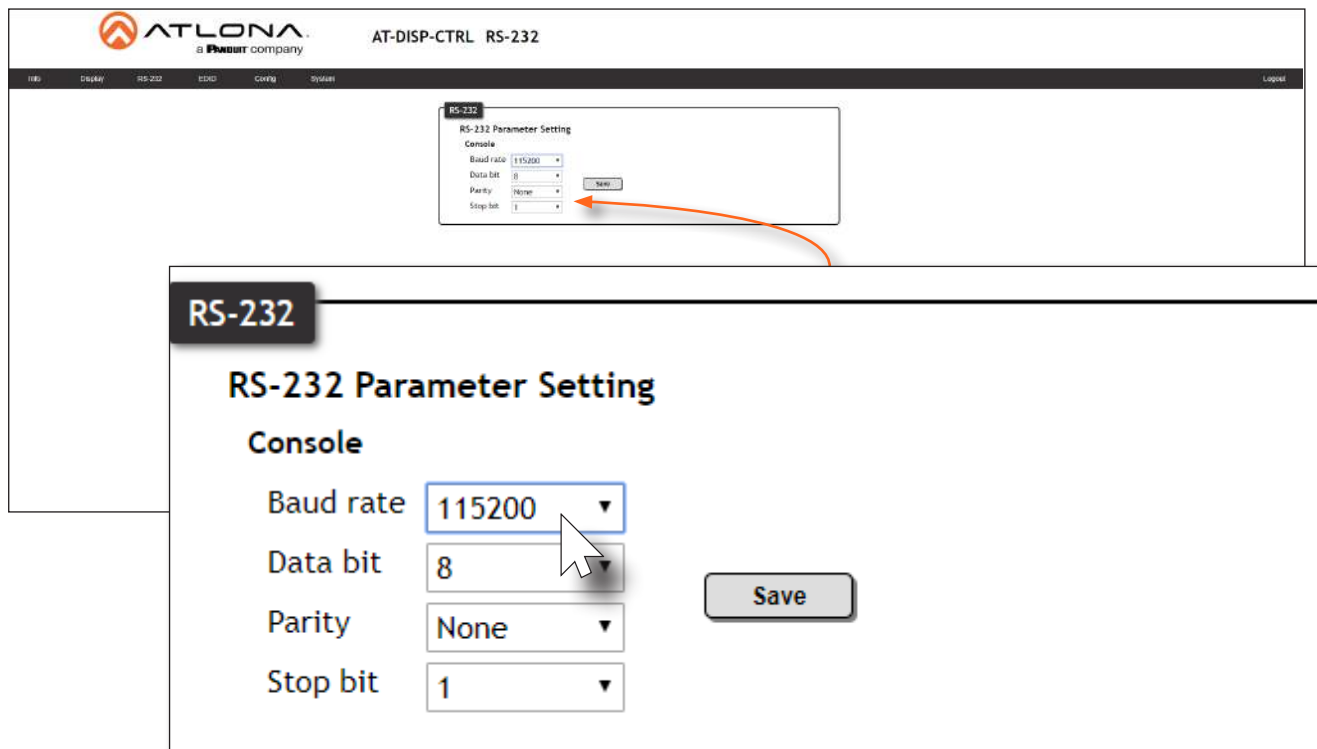 ATLONA.
a PANDUIT company
AT-DISP-CTRL RS-232
Info Display RS-232 EDID Config System Logout
RS-232
RS-232 Parameter Setting
Console
Baud rate 115200
Data bit 8
Parity None
Stop bit 1
Save
RS-232
RS-232 Parameter Setting
Console
Baud rate 115200
Data bit 8
Parity None
Stop bit 1
Save